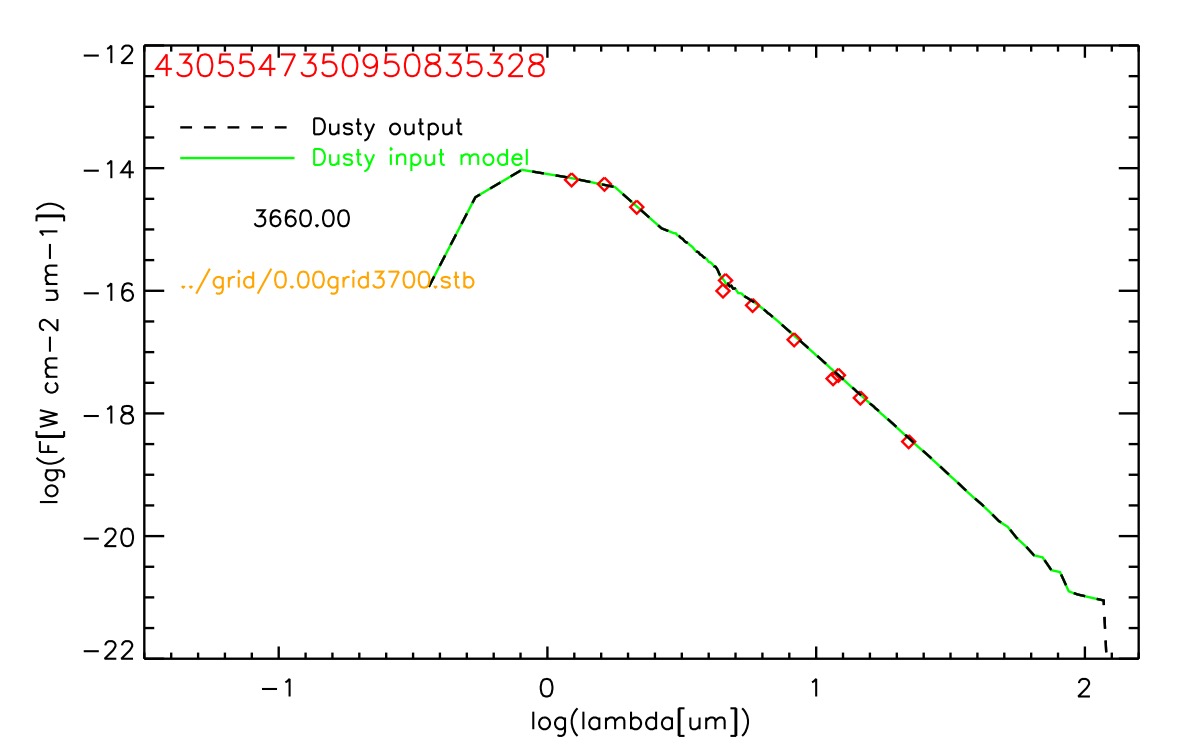 4305547350950835328
Dusty output
Dusty input model
3660.00
../grid/0.00grid3700.stb
-12
-14
-16
-18
-20
-22
log(F[W cm-2 um-1])
-1 0 1 2
log(lambda[um])